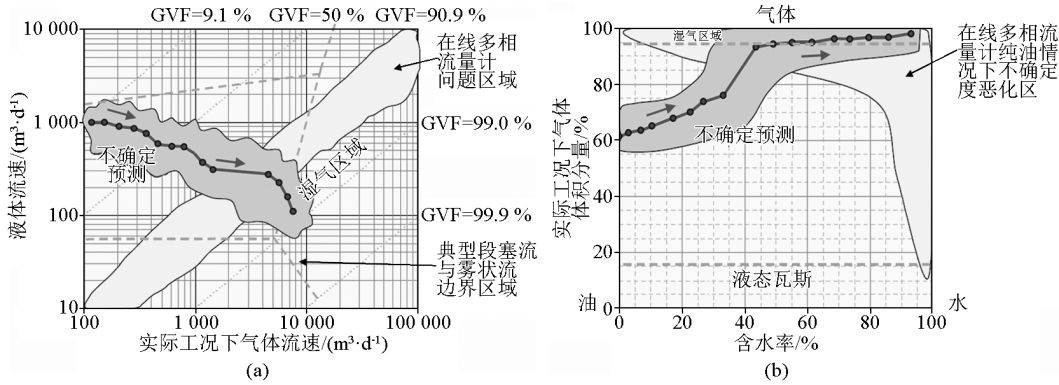 GVF=9.1 % GVF=50 % GVF=90.9 %
10 000
1 000
100
10
液体流速/(m³·d⁻¹)
在线多相
流量计
问题区域
GVF=99.0 %
不确定
预测
湿气区域
GVF=99.9 %
典型段塞流
与雾状流
边界区域
100 1 000 10 000 100 000
实际工况下气体流速/(m³·d⁻¹)
(a)
气体
100
80
60
40
20
0
实际工况下气体
体积分量/%
湿气区域
在线多相流
量计纯油情
况下不确定
度恶化区
不确定预测
液态瓦斯
油
水
0 20 40 60 80 100
含水率/%
(b)